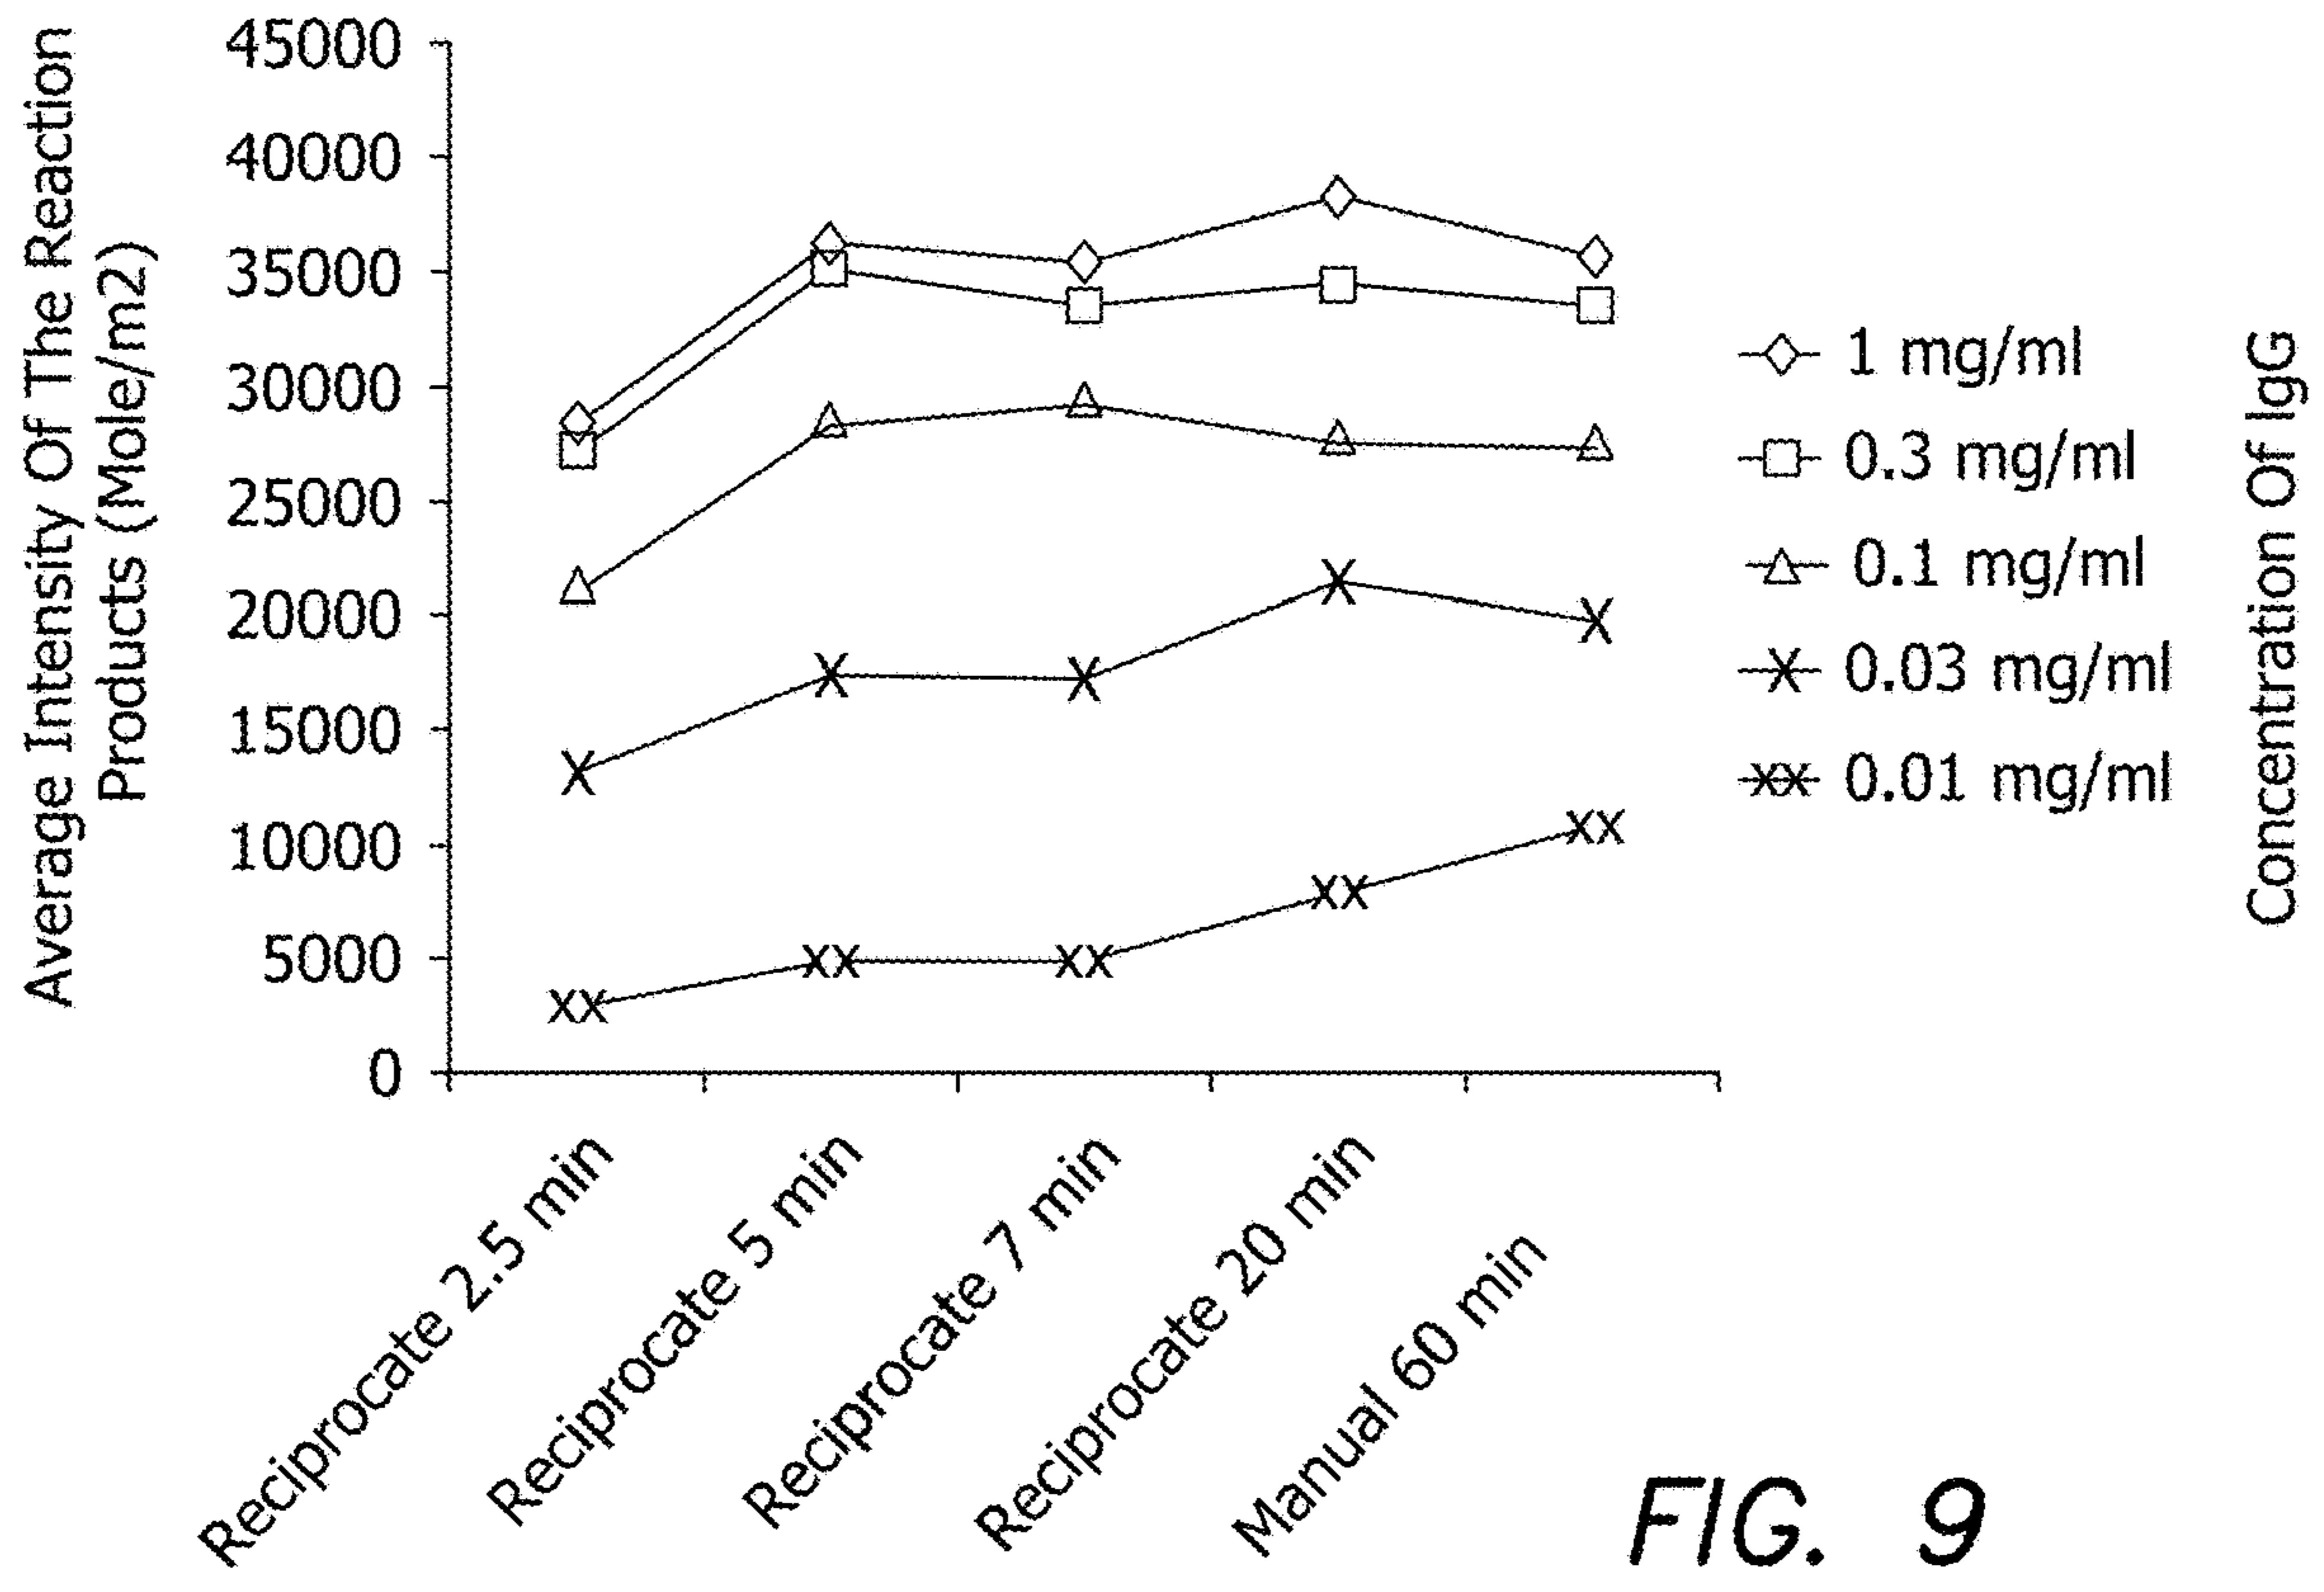 Average Intensity Of The Reaction
Products (Mole/m2)
45000
40000
35000
30000
25000
20000
15000
10000
5000
0
Reciprocate 2.5 min
Reciprocate 5 min
Reciprocate 7 min
Reciprocate 20 min
Manual 60 min
1 mg/ml
0.3 mg/ml
0.1 mg/ml
0.03 mg/ml
0.01 mg/ml
Concentration Of IgG
FIG. 9